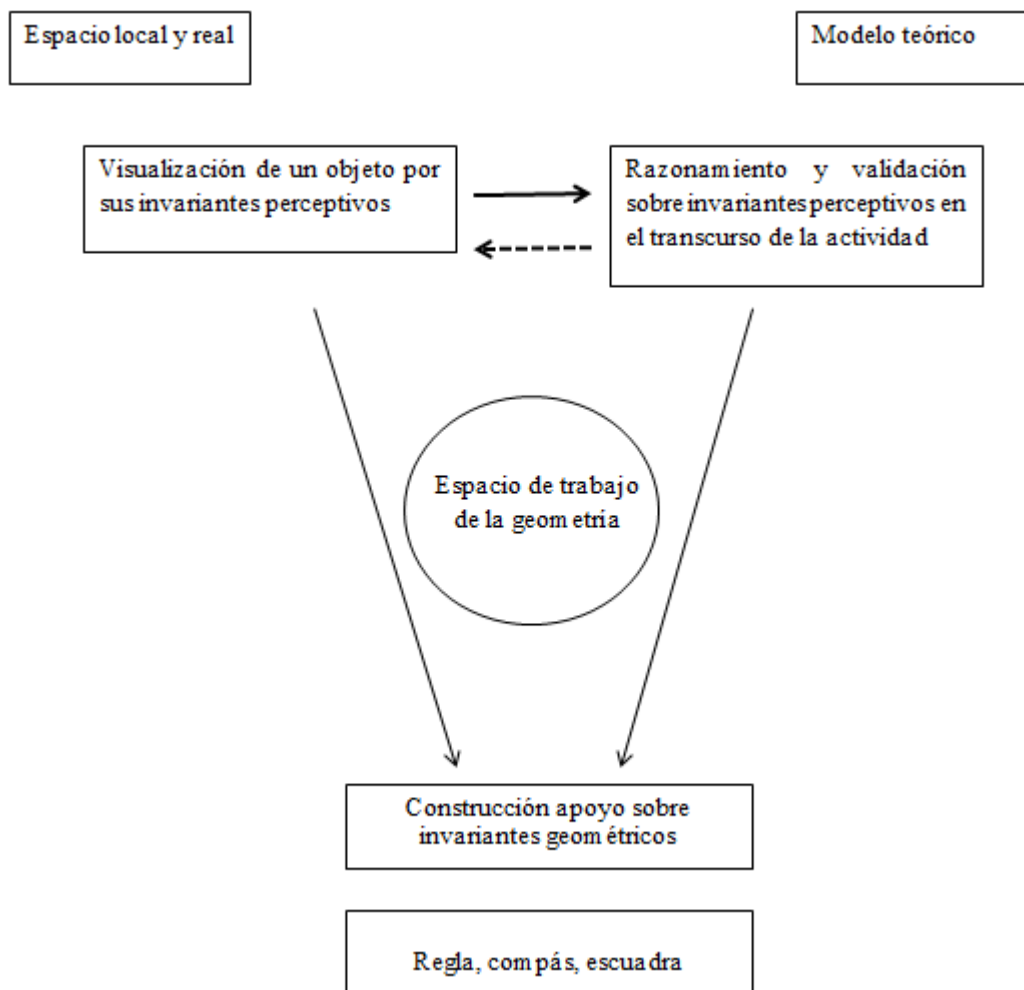 Espacio local y real
Modelo teórico
Visualización de un objeto por
sus invariantes perceptivos
Razonamiento y validación
sobre invariantes perceptivos en
el transcurso de la actividad
Espacio de trabajo
de la geometría
Construcción apoyo sobre
invariantes geométricos
Regla, compás, escuadra